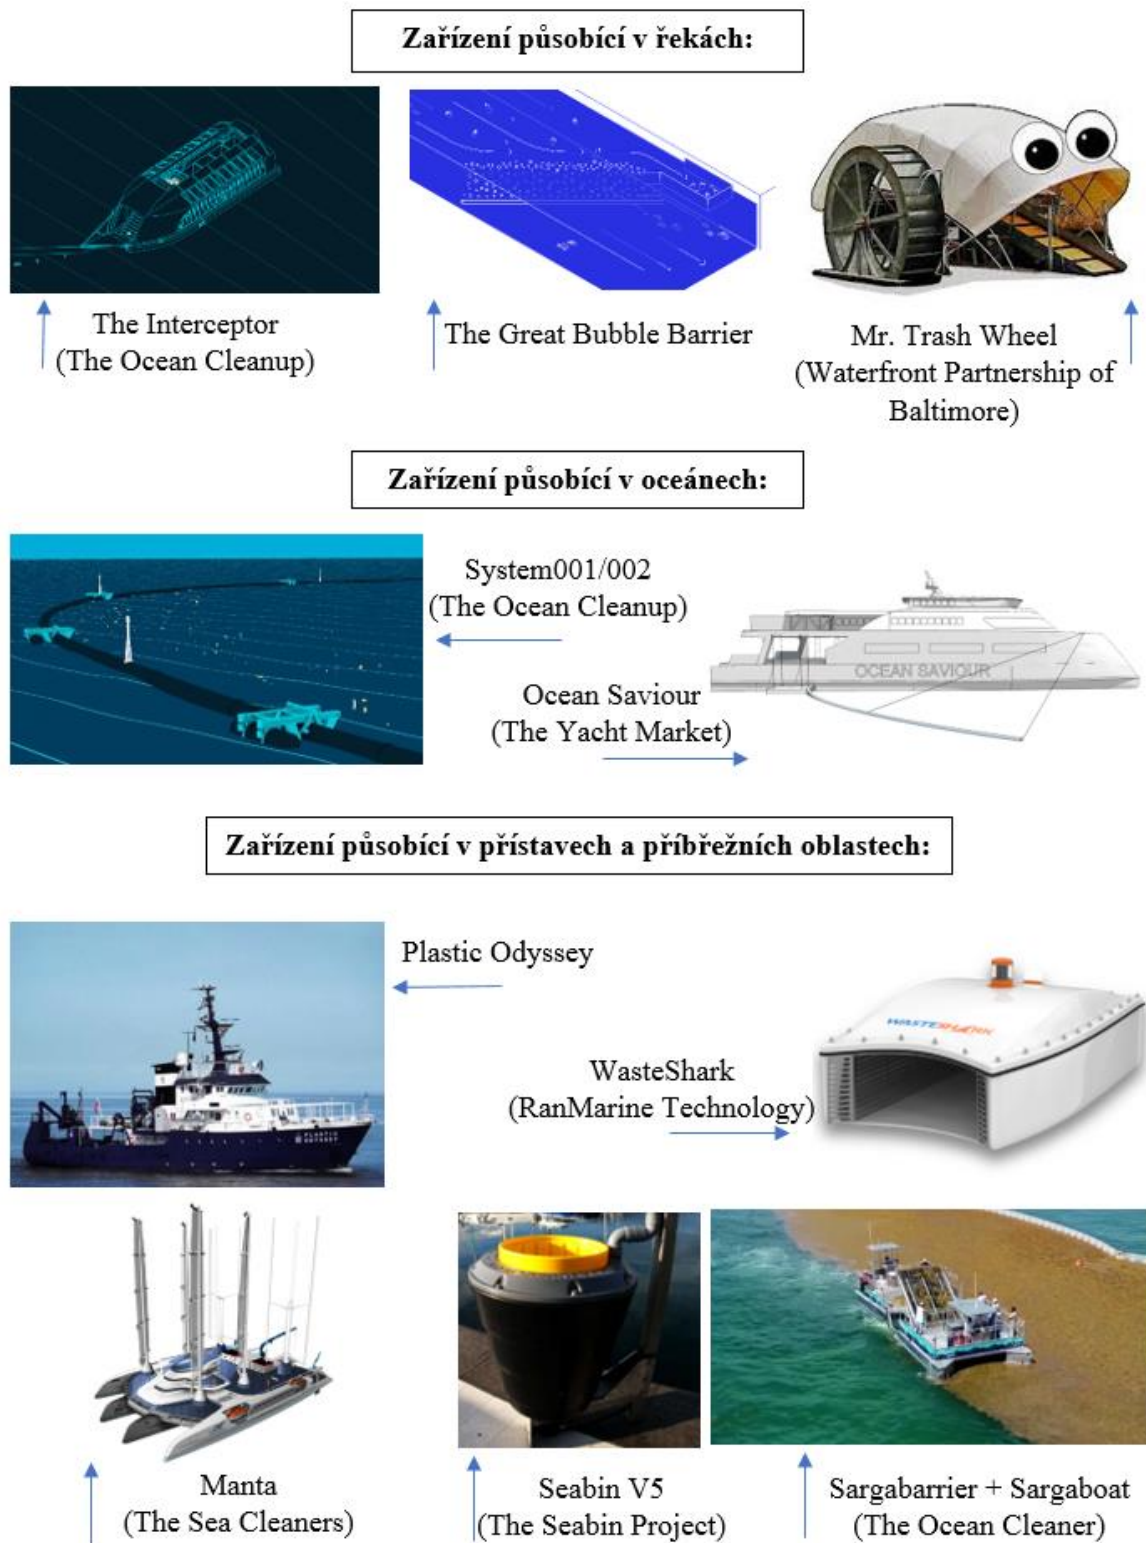 Zařízení působící v řekách:
The Interceptor
(The Ocean Cleanup)
The Great Bubble Barrier
Mr. Trash Wheel
(Waterfront Partnership of
Baltimore)
Zařízení působící v oceánech:
System001/002
(The Ocean Cleanup)
OCEAN SAVIOUR
Ocean Saviour
(The Yacht Market)
Zařízení působící v přístavech a příbřežních oblastech:
Plastic Odyssey
PLASTIC
ODYSSEY
WASTESHARK
WasteShark
(RanMarine Technology)
Manta
(The Sea Cleaners)
Seabin V5
(The Seabin Project)
Sargabarrier + Sargaboat
(The Ocean Cleaner)